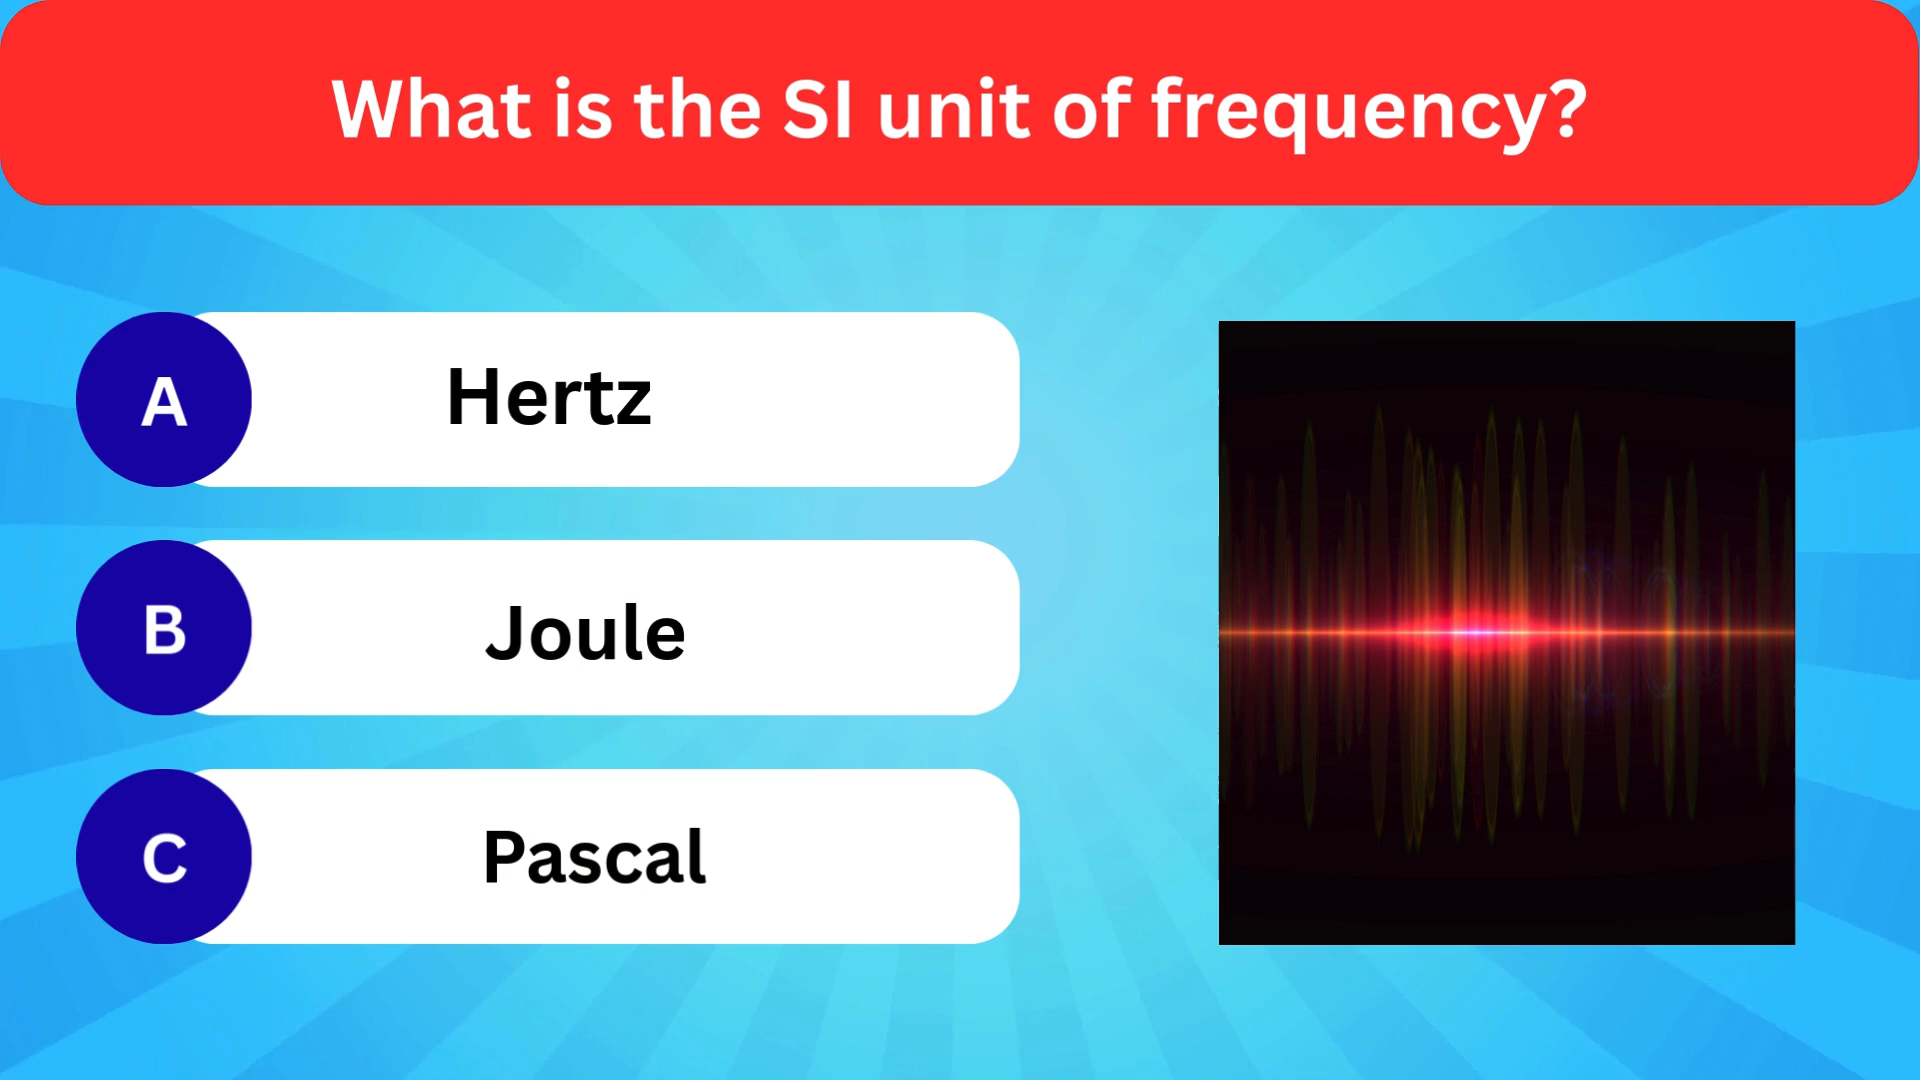 What is the SI unit of frequency?
A Hertz
B Joule
C Pascal